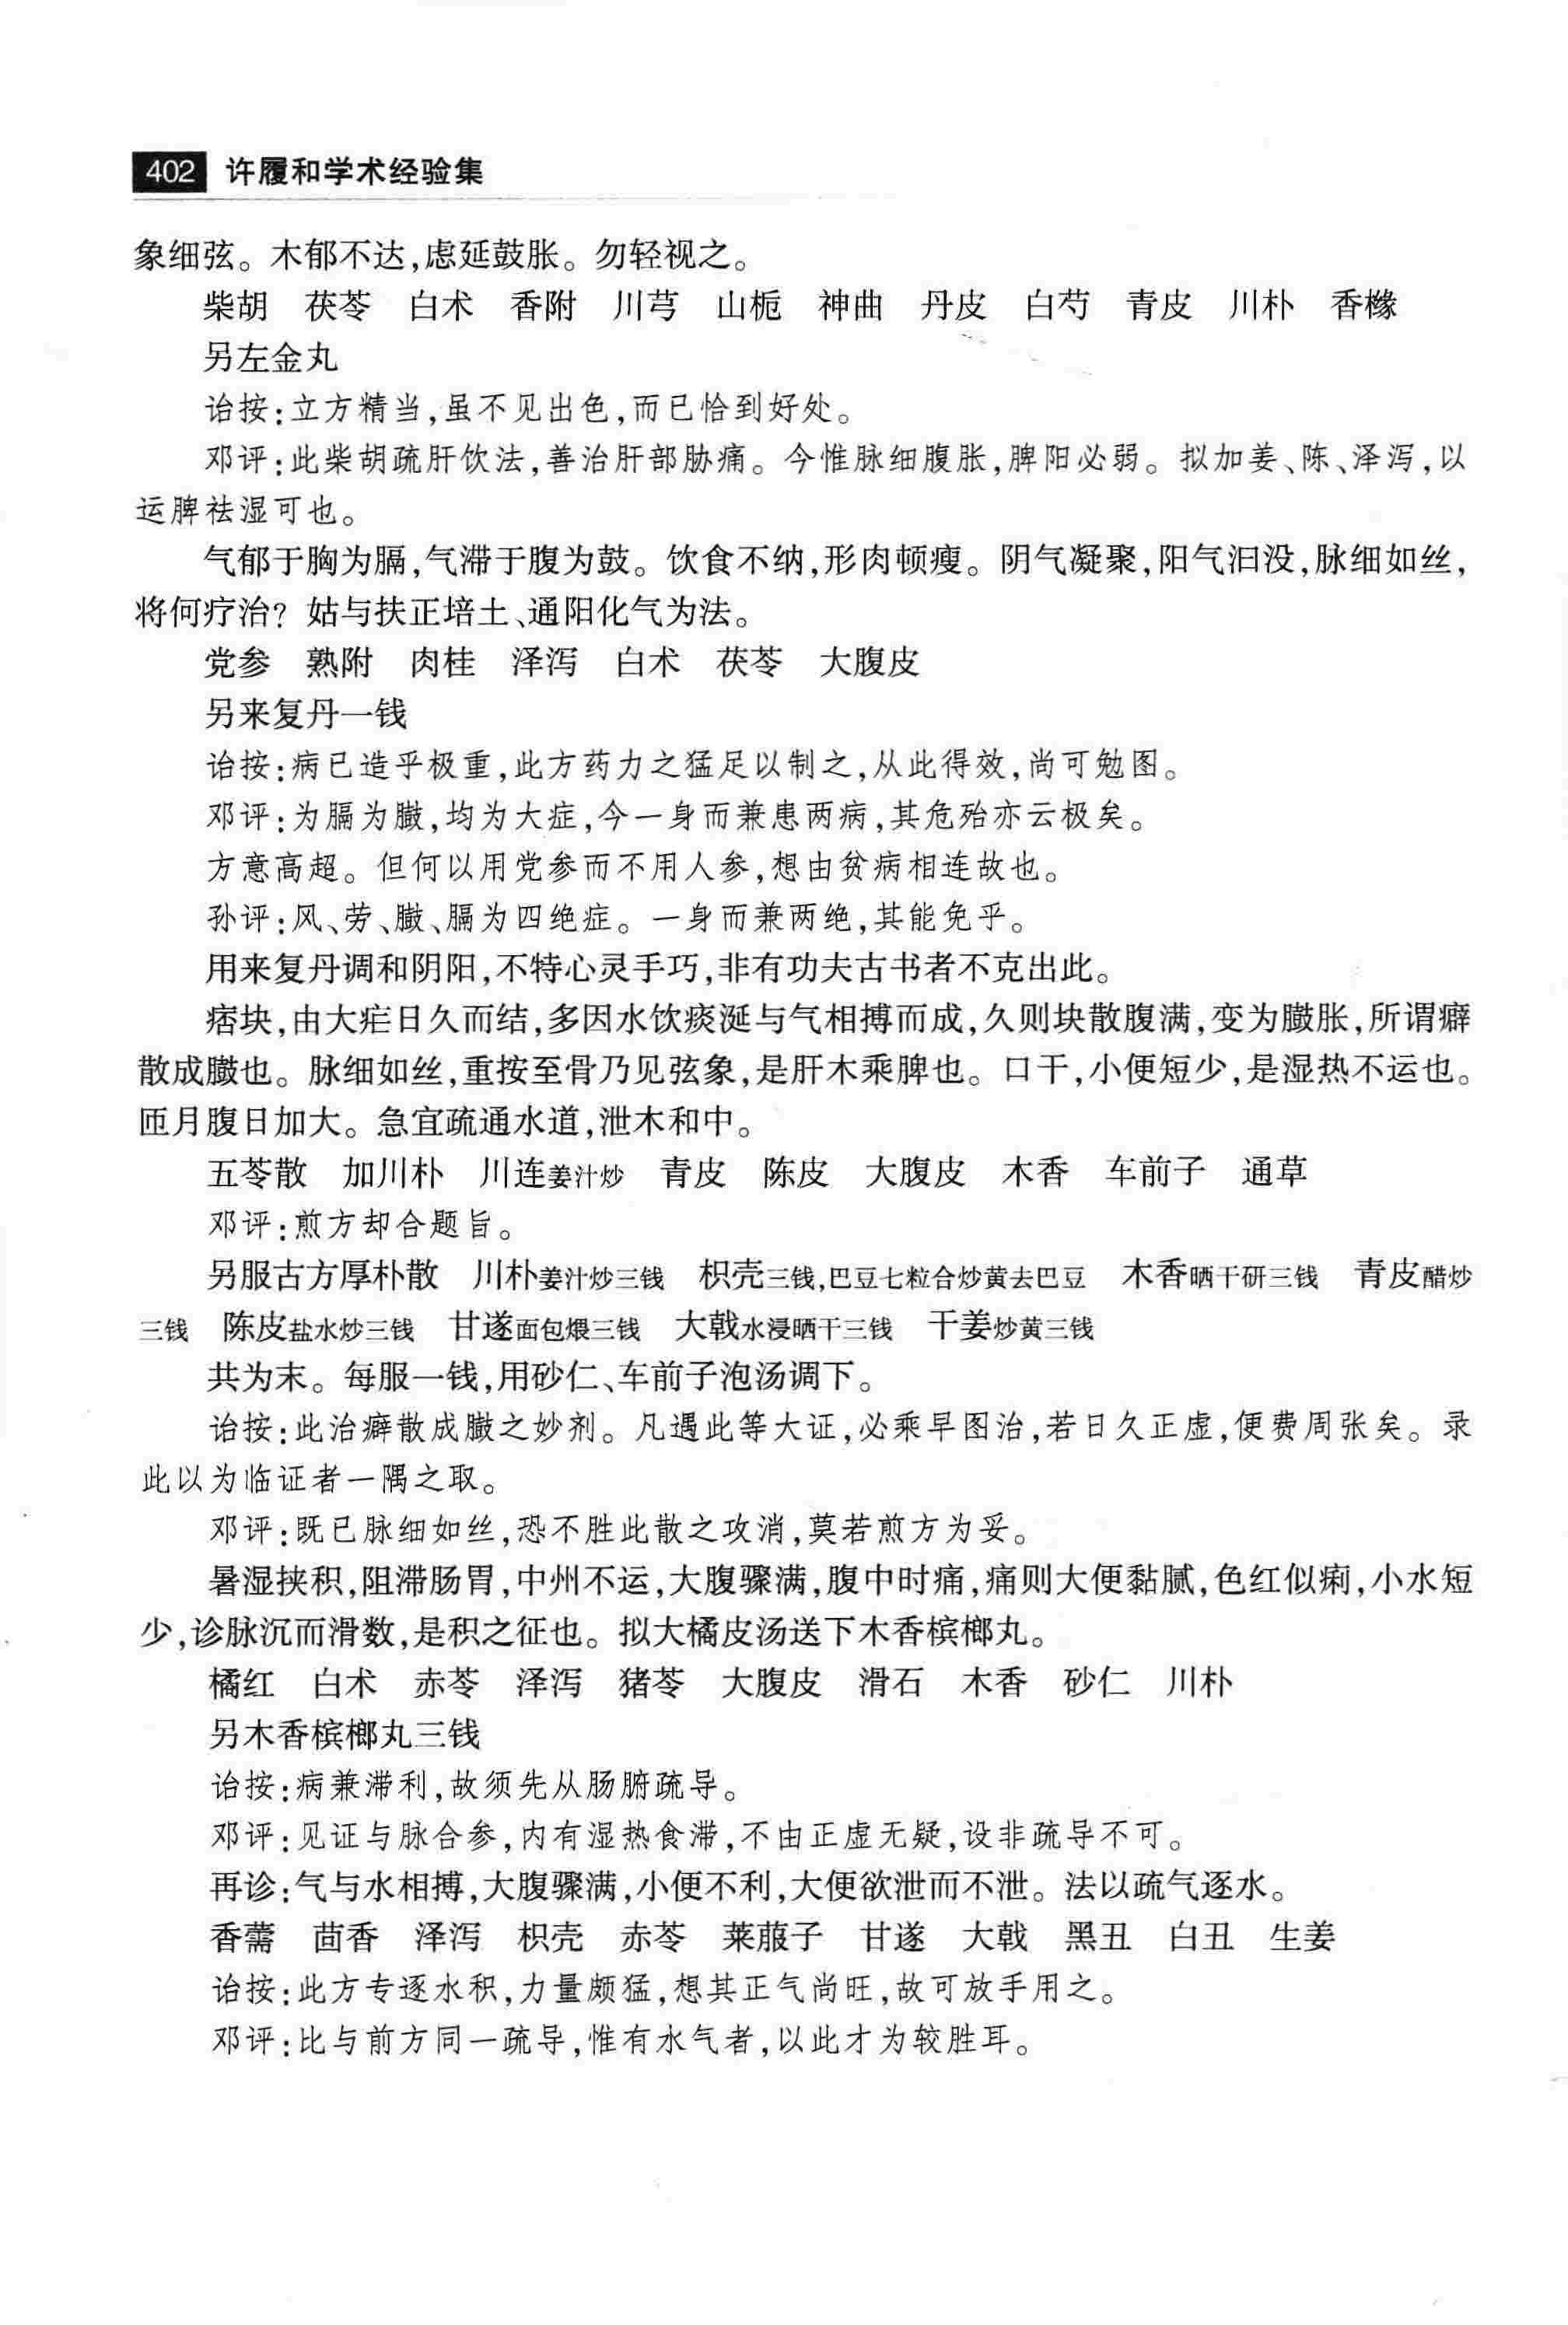 402 许履和学术经验集
象细弦。木郁不达,虑延鼓胀。勿轻视之。
柴胡 茯苓 白术 香附 川芎 山栀 神曲 丹皮 白芍 青皮 川朴 香橼
另左金丸
诒按:立方精当,虽不见出色,而已恰到好处。
邓评:此柴胡疏肝饮法,善治肝部胁痛。今惟脉细腹胀,脾阳必弱。拟加姜、陈、泽泻,以
运脾祛湿可也。
气郁于胸为膈,气滞于腹为鼓。饮食不纳,形肉顿瘦。阴气凝聚,阳气汩没,脉细如丝,
将何疗治?姑与扶正培土、通阳化气为法。
党参 熟附 肉桂 泽泻 白术 茯苓 大腹皮
另来复丹一钱
诒按:病已造乎极重,此方药力之猛足以制之,从此得效,尚可勉图。
邓评:为膈为臌,均为大症,今一身而兼患两病,其危殆亦云极矣。
方意高超。但何以用党参而不用人参,想由贫病相连故也。
孙评:风、劳、臌、膈为四绝症。一身而兼两绝,其能免乎。
用来复丹调和阴阳,不特心灵手巧,非有功夫古书者不克出此。
痞块,由大疟日久而结,多因水饮痰涎与气相搏而成,久则块散腹满,变为臌胀,所谓癖
散成臌也。脉细如丝,重按至骨乃见弦象,是肝木乘脾也。口干,小便短少,是湿热不运也。
匝月腹日加大。急宜疏通水道,泄木和中。
五苓散 加川朴 川连姜汁炒 青皮 陈皮 大腹皮 木香 车前子 通草
邓评:煎方却合题旨。
另服古方厚朴散 川朴姜汁炒三钱 枳壳三钱,巴豆七粒合炒黄去巴豆 木香晒干研三钱 青皮醋炒
三钱 陈皮盐水炒三钱 甘遂面包煨三钱 大戟水浸晒干三钱 干姜炒黄三钱
共为末。每服一钱,用砂仁、车前子泡汤调下。
诒按:此治癖散成臌之妙剂。凡遇此等大证,必乘早图治,若日久正虚,便费周张矣。录
此以为临证者一隅之取。
邓评:既已脉细如丝,恐不胜此散之攻消,莫若煎方为妥。
暑湿挟积,阻滞肠胃,中州不运,大腹骤满,腹中时痛,痛则大便黏腻,色红似痢,小水短
少,诊脉沉而滑数,是积之征也。拟大橘皮汤送下木香槟榔丸。
橘红 白术 赤苓 泽泻 猪苓 大腹皮 滑石 木香 砂仁 川朴
另木香槟榔丸三钱
诒按:病兼滞利,故须先从肠腑疏导。
邓评:见证与脉合参,内有湿热食滞,不由正虚无疑,设非疏导不可。
再诊:气与水相搏,大腹骤满,小便不利,大便欲泄而不泄。法以疏气逐水。
香薷 茴香 泽泻 枳壳 赤苓 莱菔子 甘遂 大戟 黑丑 白丑 生姜
诒按:此方专逐水积,力量颇猛,想其正气尚旺,故可放手用之。
邓评:比与前方同一疏导,惟有水气者,以此才为较胜耳。